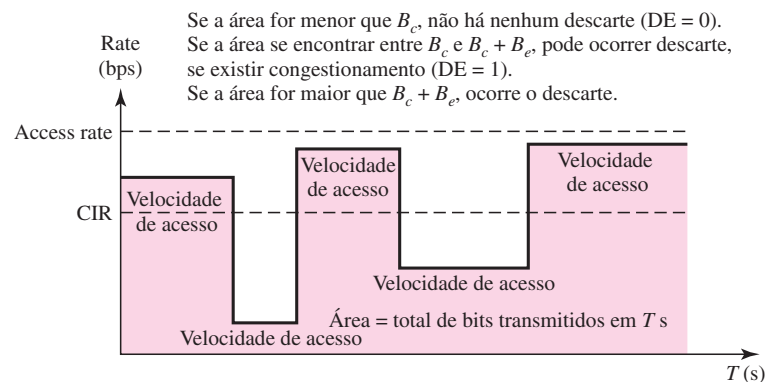 Se a área for menor que Bc, não há nenhum descarte (DE = 0).
Se a área se encontrar entre Bc e Bc + Be, pode ocorrer descarte,
se existir congestionamento (DE = 1).
Se a área for maior que Bc + Be, ocorre o descarte.
Rate
(bps)
Access rate
CIR
Velocidade
de acesso
Velocidade
de acesso
Velocidade
de acesso
Velocidade de acesso
Área = total de bits transmitidos em T s
Velocidade de acesso
T (s)